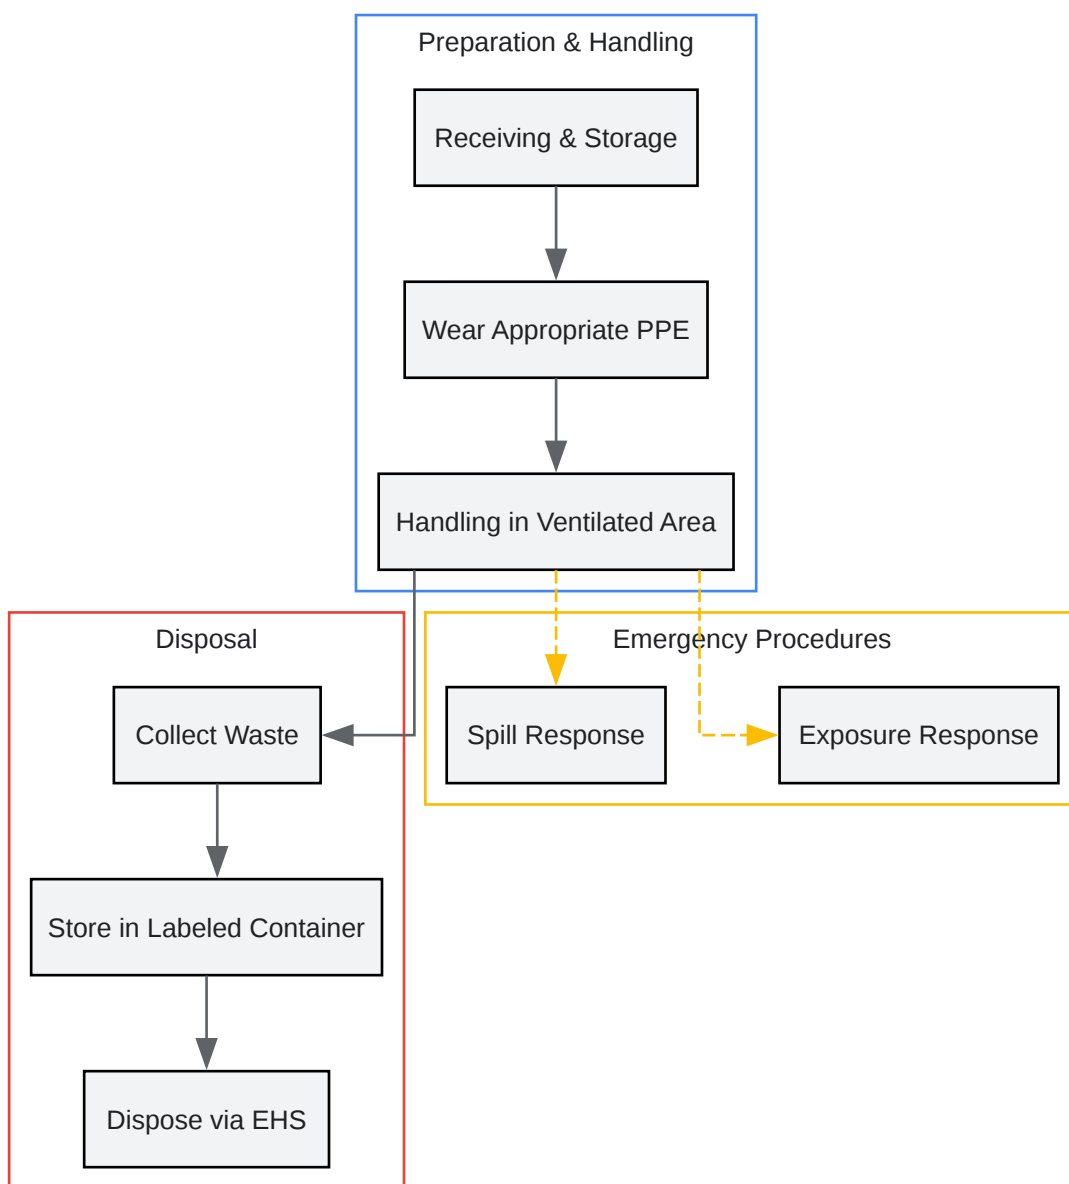 Preparation & Handling
Receiving & Storage
Wear Appropriate PPE
Handling in Ventilated Area
Disposal
Emergency Procedures
Collect Waste
Spill Response
Exposure Response
Store in Labeled Container
Dispose via EHS